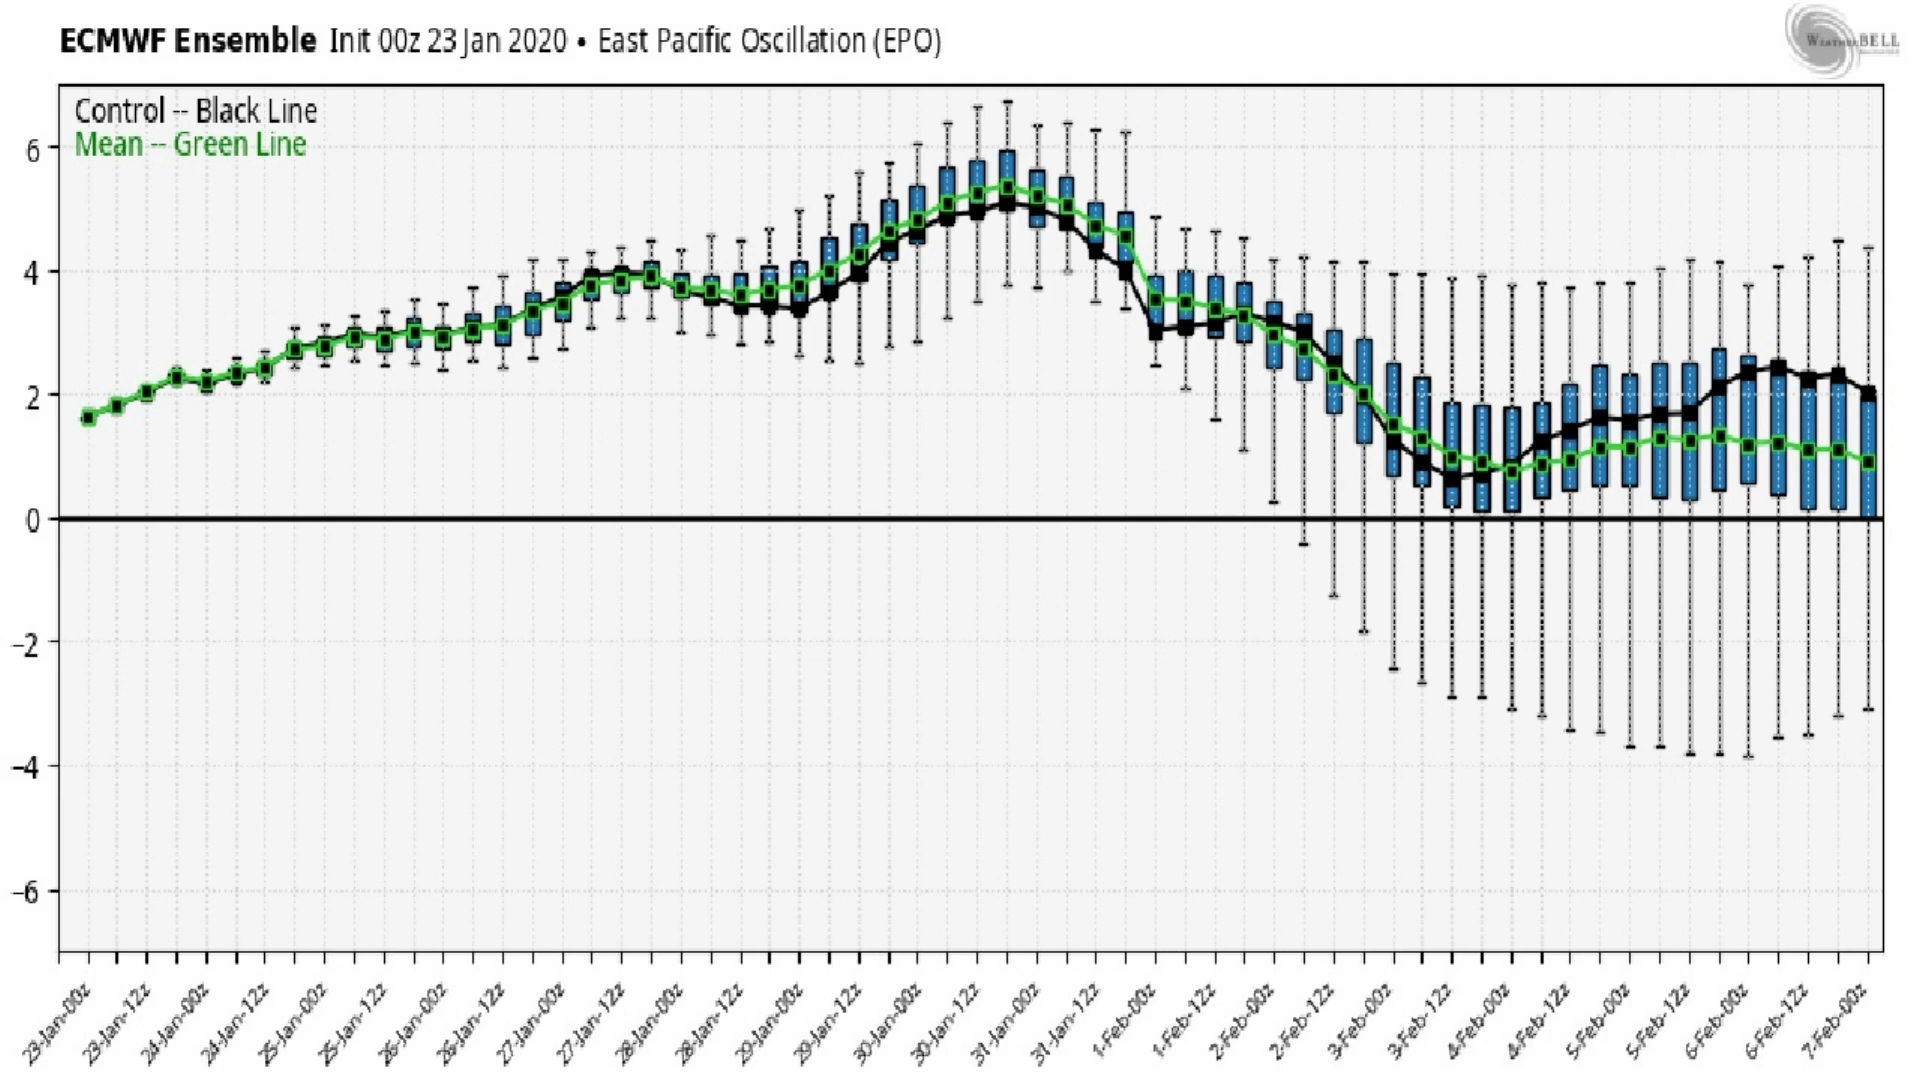 ECMWF Ensemble Init 00z 23 Jan 2020 • East Pacific Oscillation (EPO)
WeatherBELL
Control -- Black Line
Mean -- Green Line
6
4
2
0
−2
−4
−6
23-Jan-00z
23-Jan-12z
24-Jan-00z
24-Jan-12z
25-Jan-00z
25-Jan-12z
26-Jan-00z
26-Jan-12z
27-Jan-00z
27-Jan-12z
28-Jan-00z
28-Jan-12z
29-Jan-00z
29-Jan-12z
30-Jan-00z
30-Jan-12z
31-Jan-00z
31-Jan-12z
1-Feb-00z
1-Feb-12z
2-Feb-00z
2-Feb-12z
3-Feb-00z
3-Feb-12z
4-Feb-00z
4-Feb-12z
5-Feb-00z
5-Feb-12z
6-Feb-00z
6-Feb-12z
7-Feb-00z